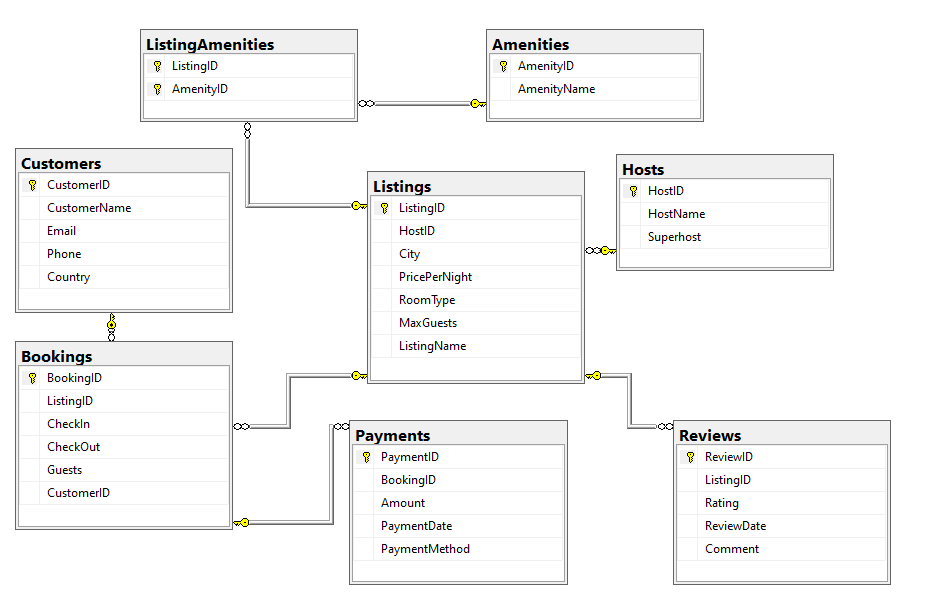 ListingAmenities
ListingID
AmenityID
Amenities
AmenityID
AmenityName
Customers
CustomerID
CustomerName
Email
Phone
Country
Listings
ListingID
HostID
City
PricePerNight
RoomType
MaxGuests
ListingName
Hosts
HostID
HostName
Superhost
Bookings
BookingID
ListingID
CheckIn
CheckOut
Guests
CustomerID
Payments
PaymentID
BookingID
Amount
PaymentDate
PaymentMethod
Reviews
ReviewID
ListingID
Rating
ReviewDate
Comment